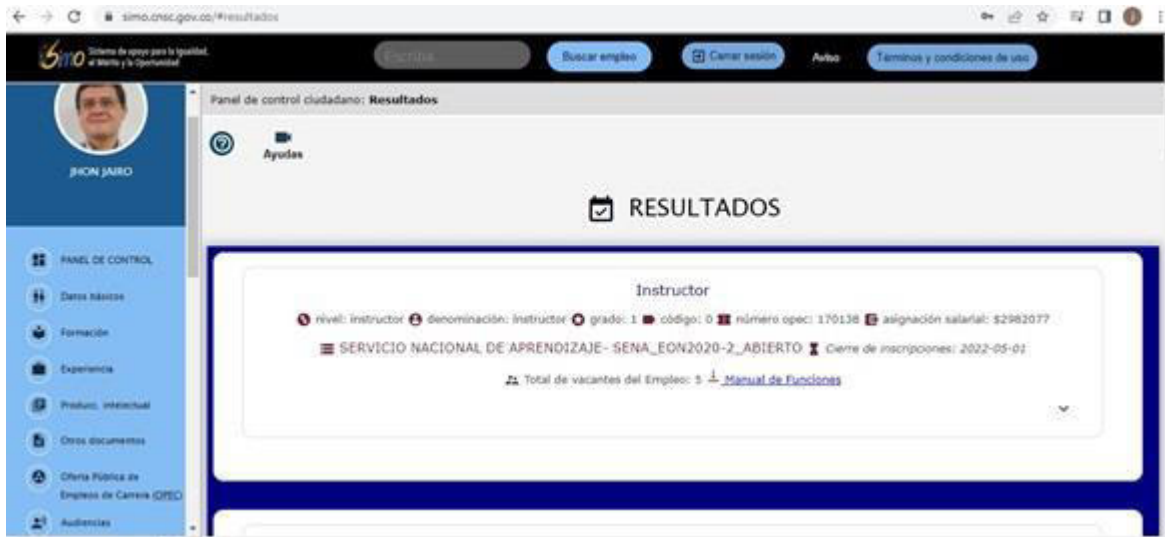 simo.cnsc.gov.co/#resultados
Simo Sistema de apoyo para la Igualdad,
el Mérito y la Oportunidad
Escriba
Buscar empleo
Cerrar sesión
Aviso
Términos y condiciones de uso
JHON JAIRO
Panel de control ciudadano: Resultados
Ayudas
RESULTADOS
PANEL DE CONTROL
Datos básicos
Formación
Experiencia
Producc. intelectual
Otros documentos
Oferta Pública de
Empleos de Carrera (OPEC)
Audiencias
Instructor
nivel: instructor denominación: Instructor grado: 1 código: 0 número opec: 170138 asignación salarial: $2982077
SERVICIO NACIONAL DE APRENDIZAJE- SENA_EON2020-2_ABIERTO Cierre de inscripciones: 2022-05-01
Total de vacantes del Empleo: 5 Manual de Funciones